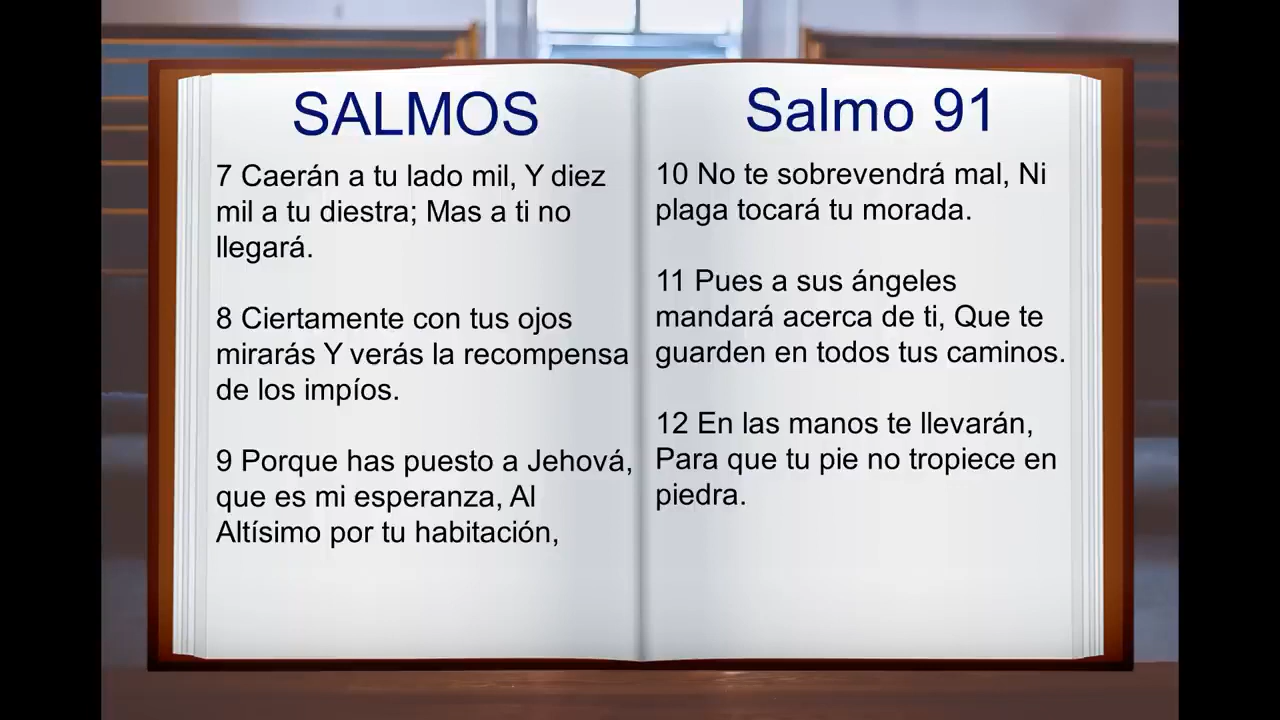 SALMOS
7 Caerán a tu lado mil, Y diez
mil a tu diestra; Mas a ti no
llegará.
8 Ciertamente con tus ojos
mirarás Y verás la recompensa
de los impíos.
9 Porque has puesto a Jehová,
que es mi esperanza, Al
Altísimo por tu habitación,
Salmo 91
10 No te sobrevendrá mal, Ni
plaga tocará tu morada.
11 Pues a sus ángeles
mandará acerca de ti, Que te
guarden en todos tus caminos.
12 En las manos te llevarán,
Para que tu pie no tropiece en
piedra.